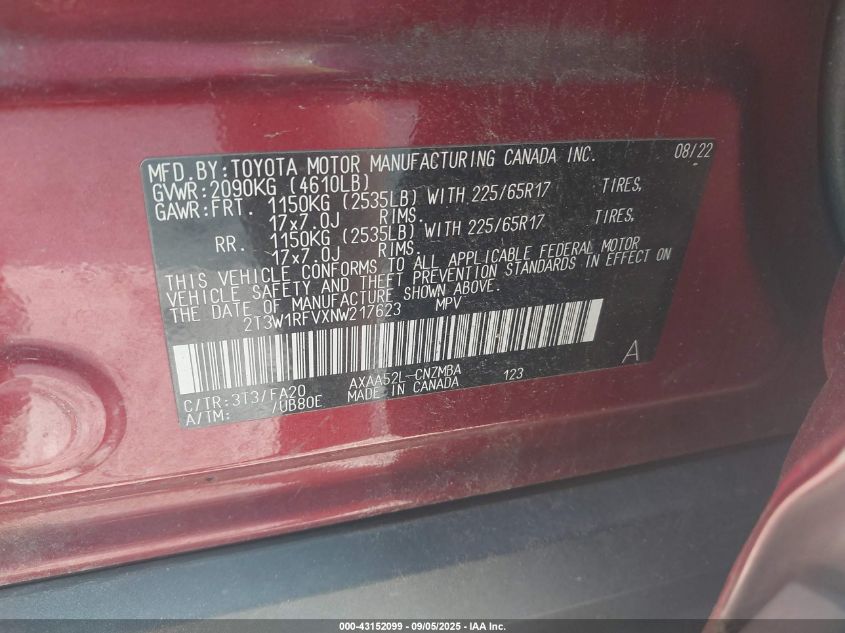 MFD.BY:TOYOTA MOTOR MANUFACTURING CANADA INC. 08/22
GVWR:2090KG (4610LB)
GAWR:FRT. 1150KG (2535LB) WITH 225/65R17 TIRES,
17x7.0J RIMS.
RR. 1150KG (2535LB) WITH 225/65R17 TIRES,
17x7.0J RIMS.
THIS VEHICLE CONFORMS TO ALL APPLICABLE FEDERAL MOTOR
VEHICLE SAFETY AND THEFT PREVENTION STANDARDS IN EFFECT ON
THE DATE OF MANUFACTURE SHOWN ABOVE.
2T3W1RFVXNW217623 MPV
A
C/TR:3T3/FA20 AXAA52L-CNZMBA 123
A/TM: /UB80E MADE IN CANADA
000-43152099 - 09/05/2025 - IAA Inc.